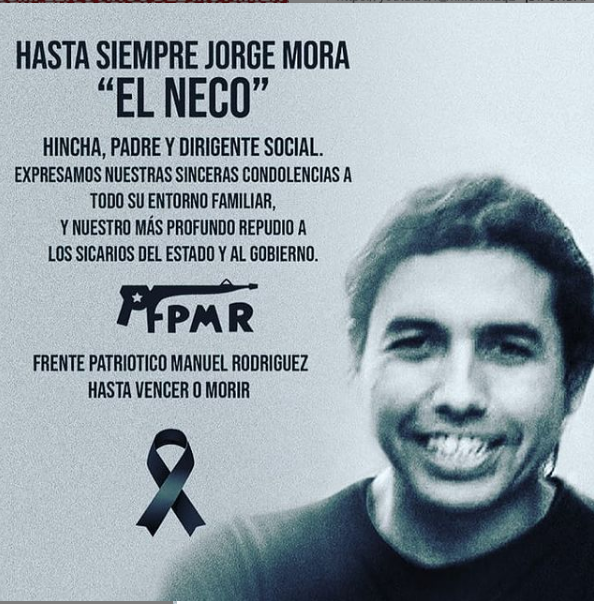 HASTA SIEMPRE JORGE MORA
“EL NECO”
HINCHA, PADRE Y DIRIGENTE SOCIAL.
EXPRESAMOS NUESTRAS SINCERAS CONDOLENCIAS A
TODO SU ENTORNO FAMILIAR,
Y NUESTRO MÁS PROFUNDO REPUDIO A
LOS SICARIOS DEL ESTADO Y AL GOBIERNO.
FPMR
FRENTE PATRIOTICO MANUEL RODRIGUEZ
HASTA VENCER O MORIR